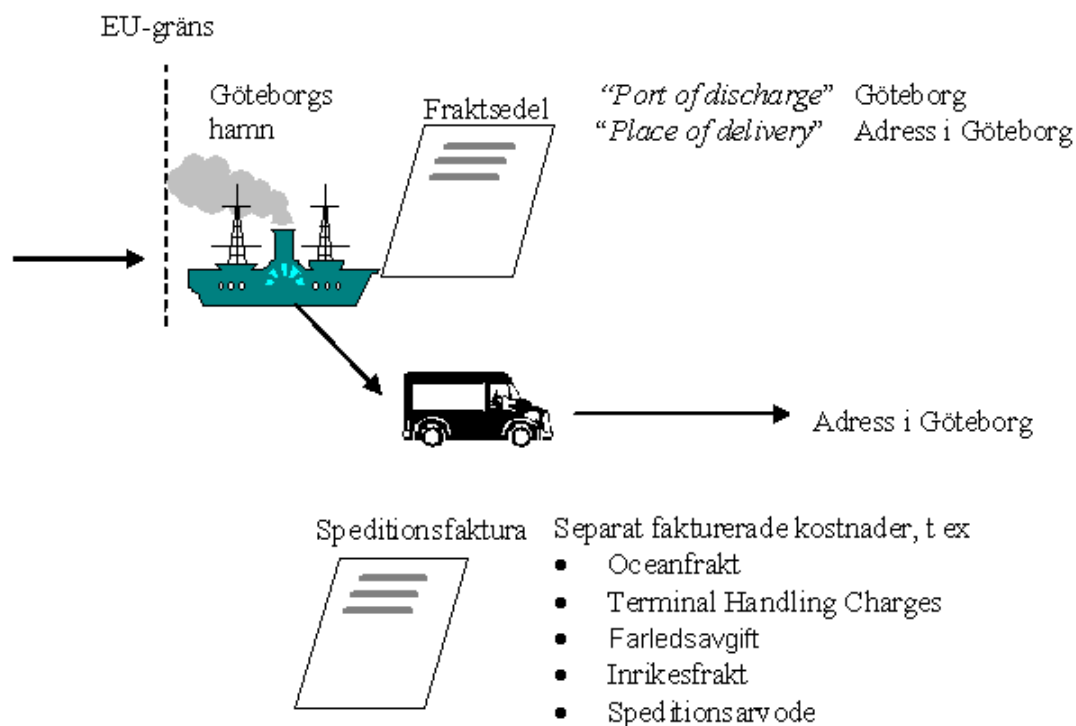 EU-gräns
Göteborgs
hamn
Fraktsedel
“Port of discharge” Göteborg
“Place of delivery” Adress i Göteborg
Adress i Göteborg
Speditionsfaktura
Separat fakturerade kostnader, t ex
• Oceanfrakt
• Terminal Handling Charges
• Farledsavgift
• Inrikesfrakt
• Speditionsarvode